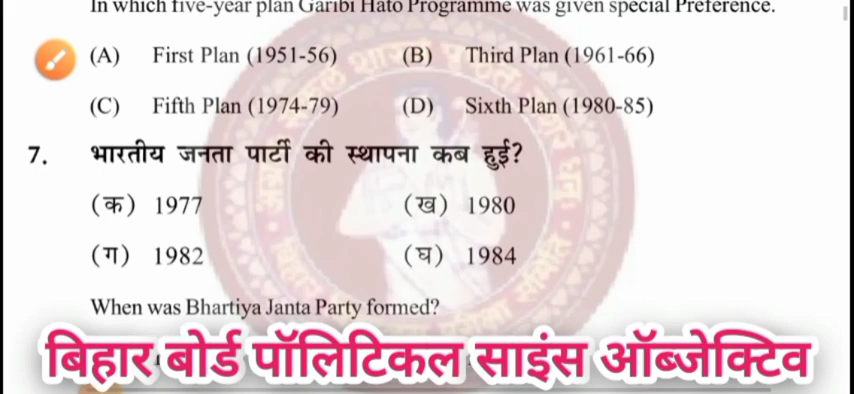 In which five-year plan Garibi Hato Programme was given special Preference.
(A) First Plan (1951-56) (B) Third Plan (1961-66)
(C) Fifth Plan (1974-79) (D) Sixth Plan (1980-85)
7. भारतीय जनता पार्टी की स्थापना कब हुई?
(क) 1977 (ख) 1980
(ग) 1982 (घ) 1984
When was Bhartiya Janta Party formed?
बिहार बोर्ड पॉलिटिकल साइंस ऑब्जेक्टिव